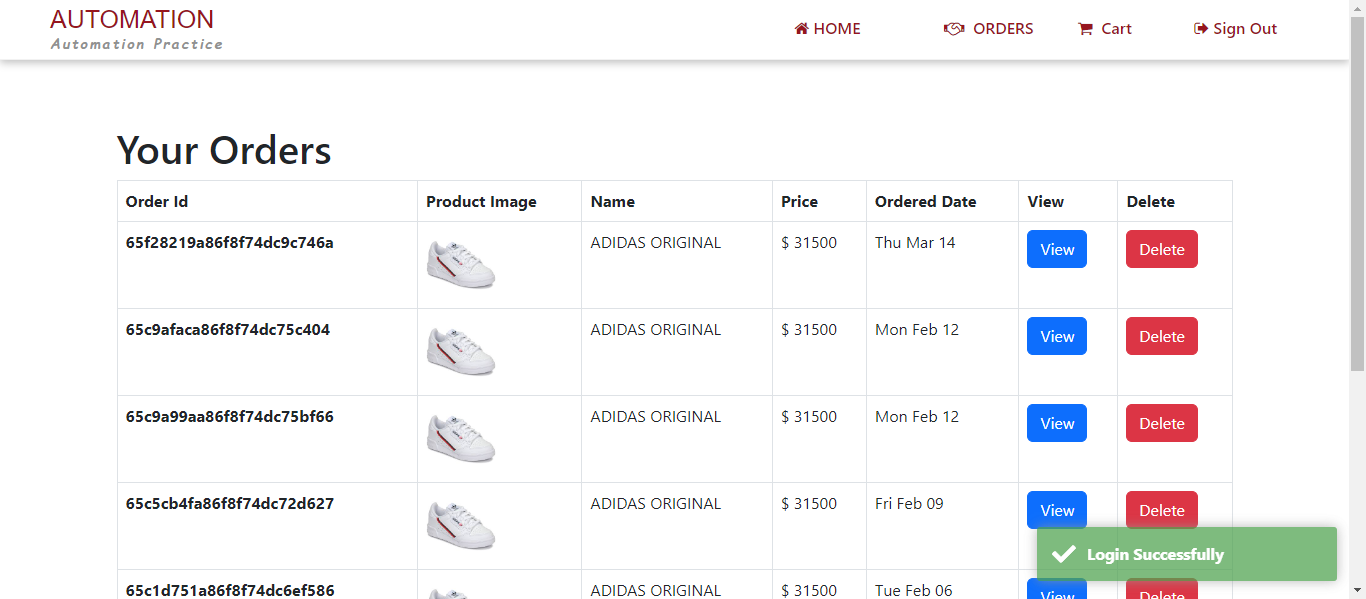 AUTOMATION
Automation Practice
HOME ORDERS Cart Sign Out
Your Orders
Order Id Product Image Name Price Ordered Date View Delete
65f28219a86f8f74dc9c746a ADIDAS ORIGINAL $ 31500 Thu Mar 14 View Delete
65c9afaca86f8f74dc75c404 ADIDAS ORIGINAL $ 31500 Mon Feb 12 View Delete
65c9a99aa86f8f74dc75bf66 ADIDAS ORIGINAL $ 31500 Mon Feb 12 View Delete
65c5cb4fa86f8f74dc72d627 ADIDAS ORIGINAL $ 31500 Fri Feb 09 View Delete
Login Successfully
65c1d751a86f8f74dc6ef586 ADIDAS ORIGINAL $ 31500 Tue Feb 06 View Delete